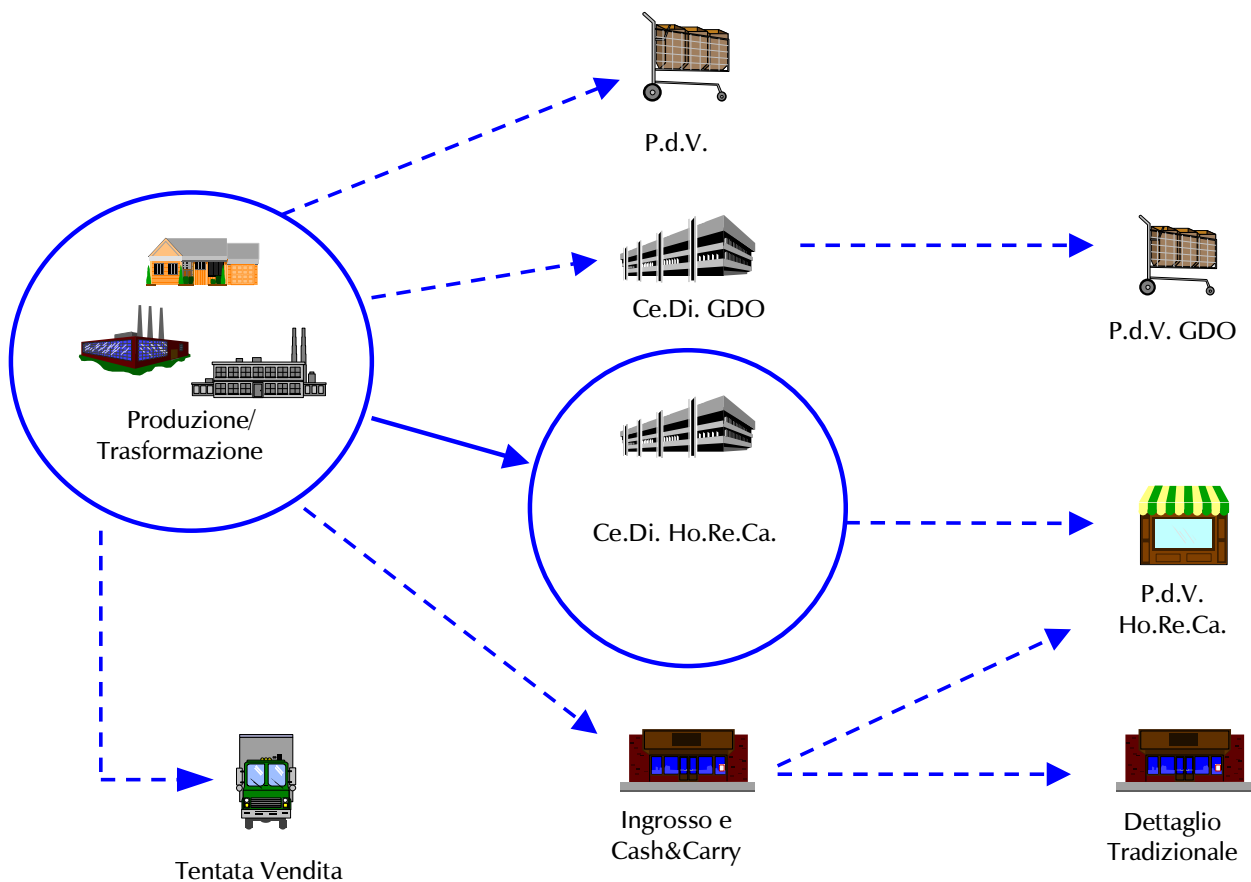 P.d.V.
Ce.Di. GDO
P.d.V. GDO
Produzione/
Trasformazione
Ce.Di. Ho.Re.Ca.
P.d.V.
Ho.Re.Ca.
Ingrosso e
Cash&Carry
Dettaglio
Tradizionale
Tentata Vendita